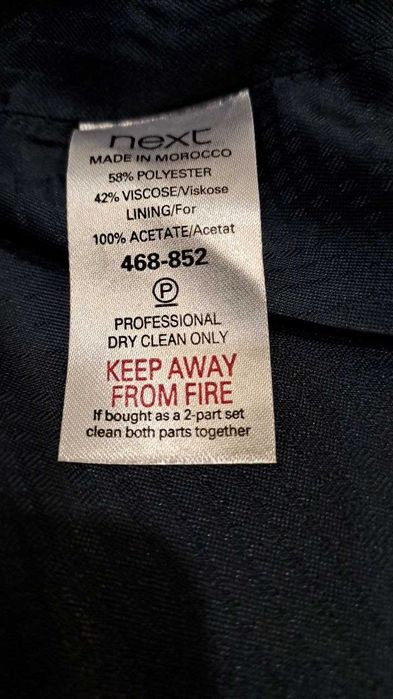 next
MADE IN MOROCCO
58% POLYESTER
42% VISCOSE/Viskose
LINING/For
100% ACETATE/Acetat
468-852
P
PROFESSIONAL
DRY CLEAN ONLY
KEEP AWAY
FROM FIRE
If bought as a 2-part set
clean both parts together